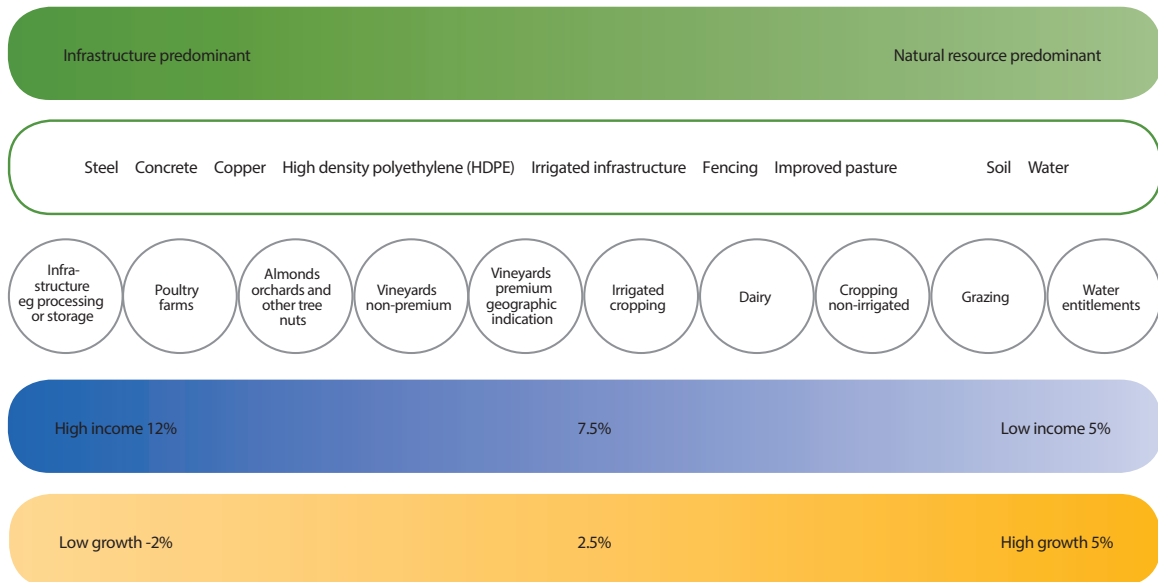 Infrastructure predominant Natural resource predominant
Steel Concrete Copper High density polyethylene (HDPE) Irrigated infrastructure Fencing Improved pasture Soil Water
Infra-
structure
eg processing
or storage
Poultry
farms
Almonds
orchards and
other tree
nuts
Vineyards
non-premium
Vineyards
premium
geographic
indication
Irrigated
cropping
Dairy
Cropping
non-irrigated
Grazing
Water
entitlements
High income 12% 7.5% Low income 5%
Low growth -2% 2.5% High growth 5%